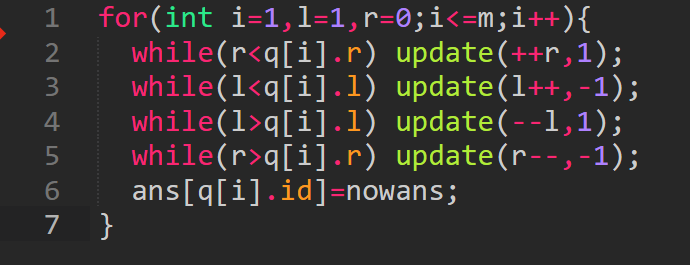 1 for(int i=1,l=1,r=0;i<=m;i++){
2   while(r<q[i].r) update(++r,1);
3   while(l<q[i].l) update(l++,-1);
4   while(l>q[i].l) update(--l,1);
5   while(r>q[i].r) update(r--,-1);
6   ans[q[i].id]=nowans;
7 }